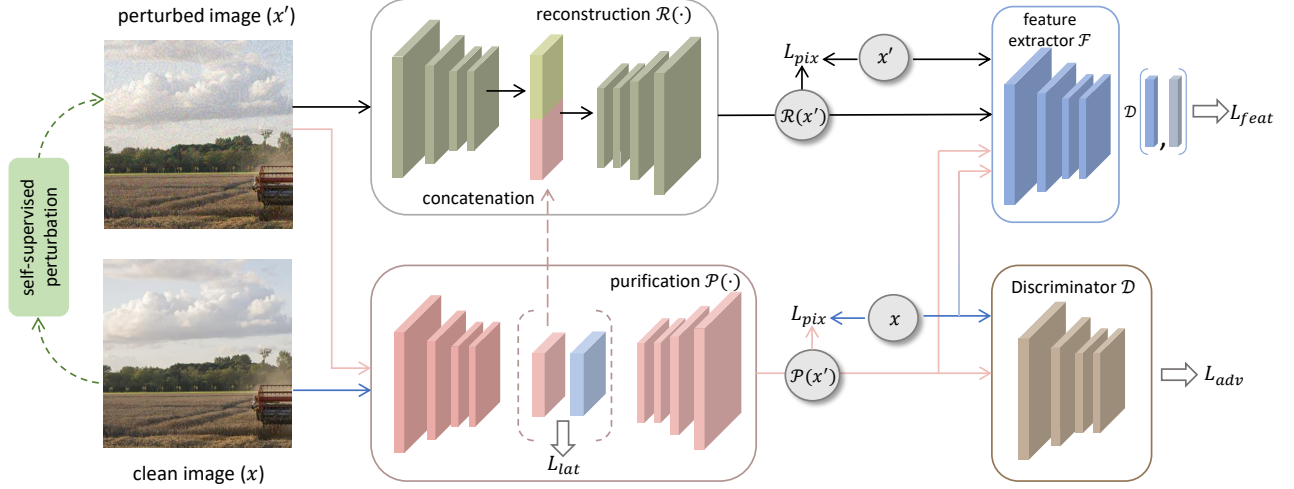 perturbed image (x′)
reconstruction ℛ(·)
feature
extractor ℱ
L_pix
x′
ℛ(x′)
𝒟
,
L_feat
concatenation
self-supervised
perturbation
purification 𝒫(·)
Discriminator 𝒟
L_pix
x
𝒫(x′)
L_adv
L_lat
clean image (x)